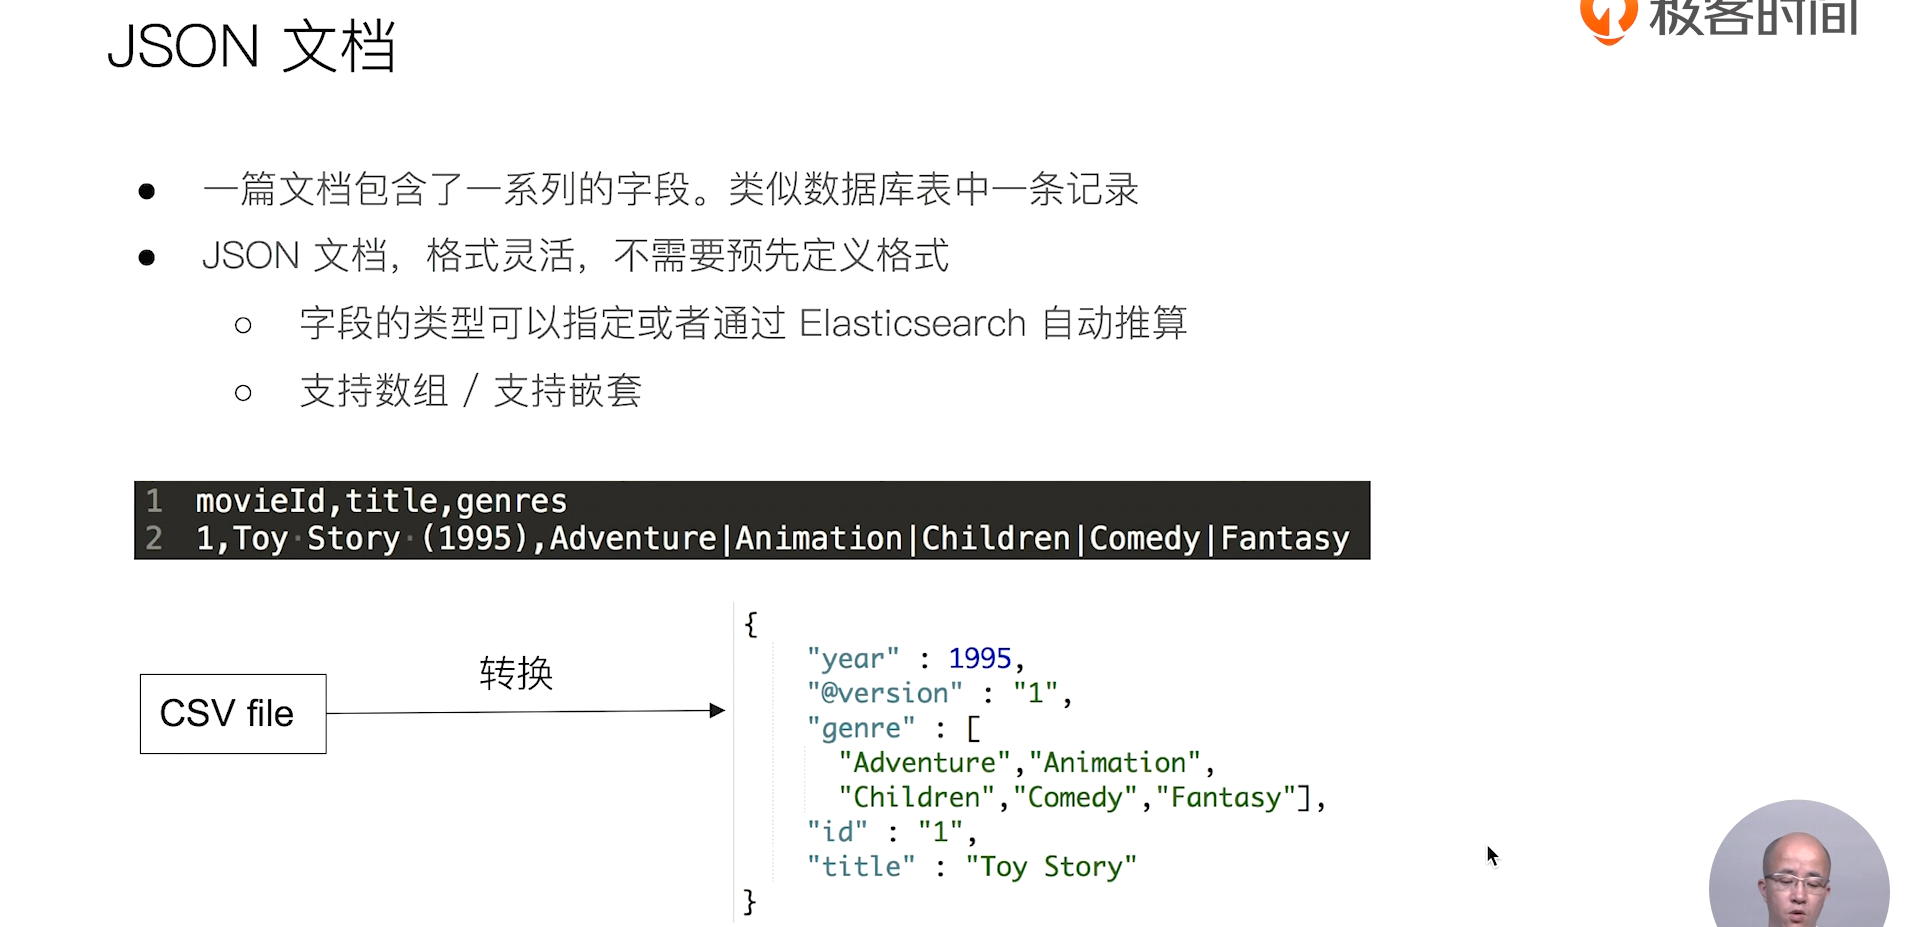 极客时间
JSON 文档
一篇文档包含了一系列的字段。类似数据库表中一条记录
JSON 文档，格式灵活，不需要预先定义格式
字段的类型可以指定或者通过 Elasticsearch 自动推算
支持数组 / 支持嵌套
1 movieId,title,genres
2 1,Toy Story (1995),Adventure|Animation|Children|Comedy|Fantasy
CSV file
转换
{
"year" : 1995,
"@version" : "1",
"genre" : [
"Adventure","Animation",
"Children","Comedy","Fantasy"],
"id" : "1",
"title" : "Toy Story"
}